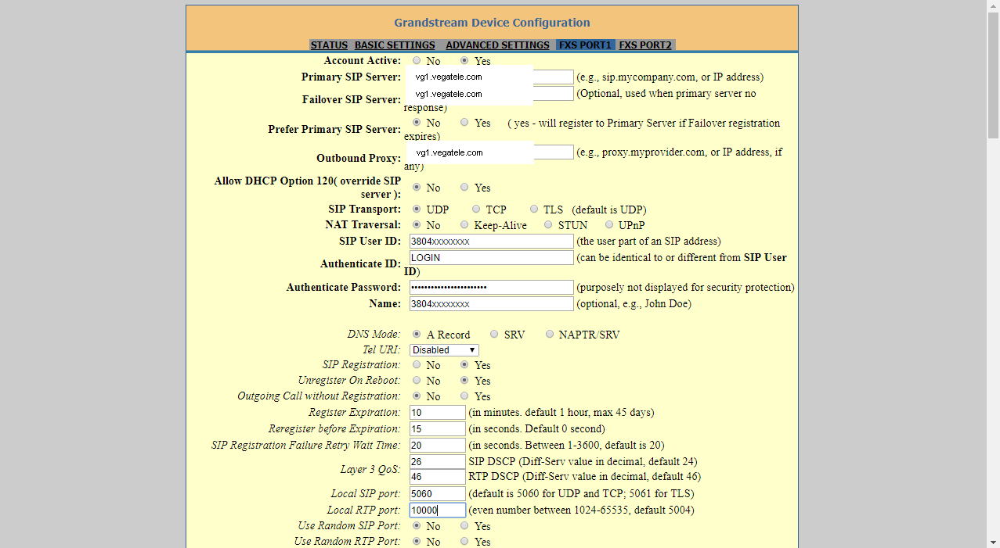 Grandstream Device Configuration
STATUS BASIC SETTINGS ADVANCED SETTINGS FXS PORT1 FXS PORT2
Account Active: No Yes
Primary SIP Server: vg1.vegatele.com (e.g., sip.mycompany.com, or IP address)
Failover SIP Server: vg1.vegatele.com (Optional, used when primary server no
response)
Prefer Primary SIP Server: No Yes ( yes - will register to Primary Server if Failover registration
expires)
Outbound Proxy: vg1.vegatele.com (e.g., proxy.myprovider.com, or IP address, if
any)
Allow DHCP Option 120( override SIP
server ): No Yes
SIP Transport: UDP TCP TLS (default is UDP)
NAT Traversal: No Keep-Alive STUN UPnP
SIP User ID: 3804xxxxxxxx (the user part of an SIP address)
Authenticate ID: LOGIN (can be identical to or different from SIP User
ID)
Authenticate Password: •••••••••••••••••••••• (purposely not displayed for security protection)
Name: 3804xxxxxxxx (optional, e.g., John Doe)
DNS Mode: A Record SRV NAPTR/SRV
Tel URI: Disabled
SIP Registration: No Yes
Unregister On Reboot: No Yes
Outgoing Call without Registration: No Yes
Register Expiration: 10 (in minutes. default 1 hour, max 45 days)
Reregister before Expiration: 15 (in seconds. Default 0 second)
SIP Registration Failure Retry Wait Time: 20 (in seconds. Between 1-3600, default is 20)
Layer 3 QoS: 26 SIP DSCP (Diff-Serv value in decimal, default 24)
46 RTP DSCP (Diff-Serv value in decimal, default 46)
Local SIP port: 5060 (default is 5060 for UDP and TCP; 5061 for TLS)
Local RTP port: 10000 (even number between 1024-65535, default 5004)
Use Random SIP Port: No Yes
Use Random RTP Port: No Yes